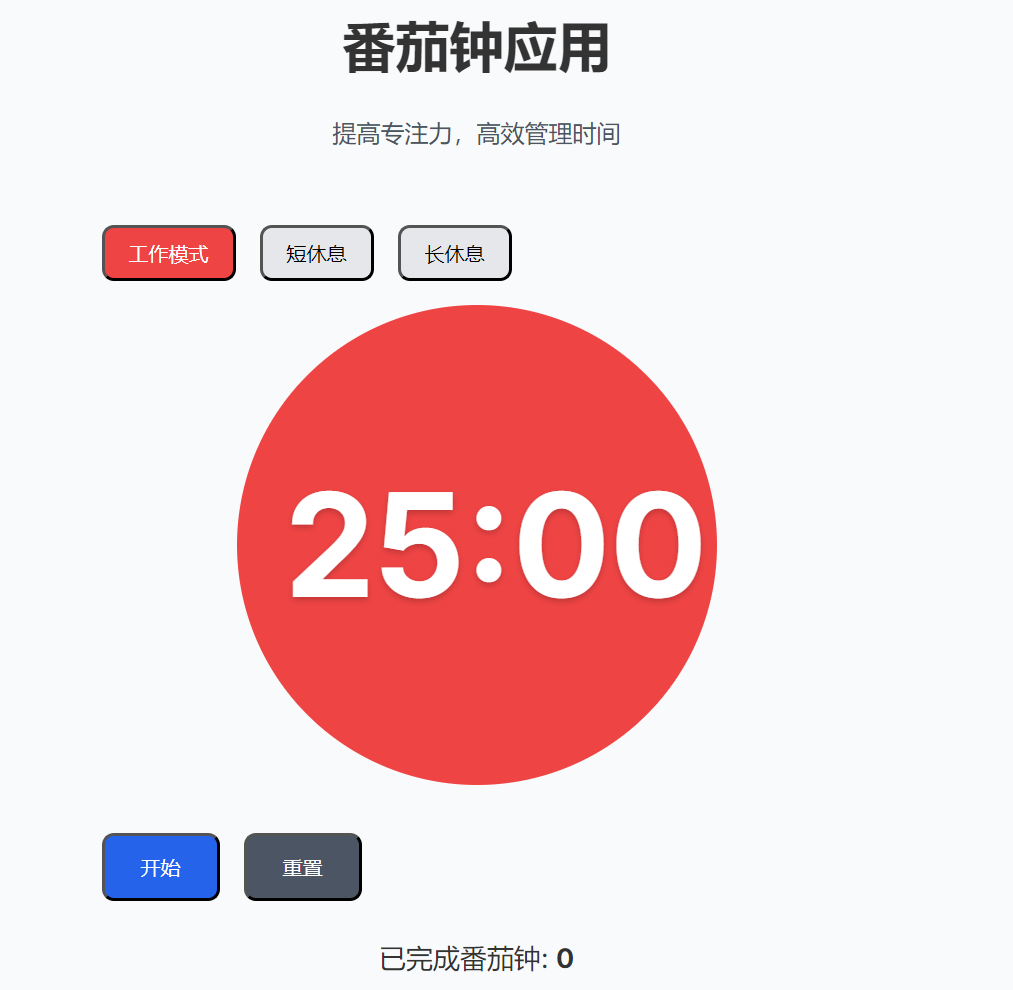 番茄钟应用
提高专注力，高效管理时间
工作模式 短休息 长休息
25:00
开始 重置
已完成番茄钟: 0